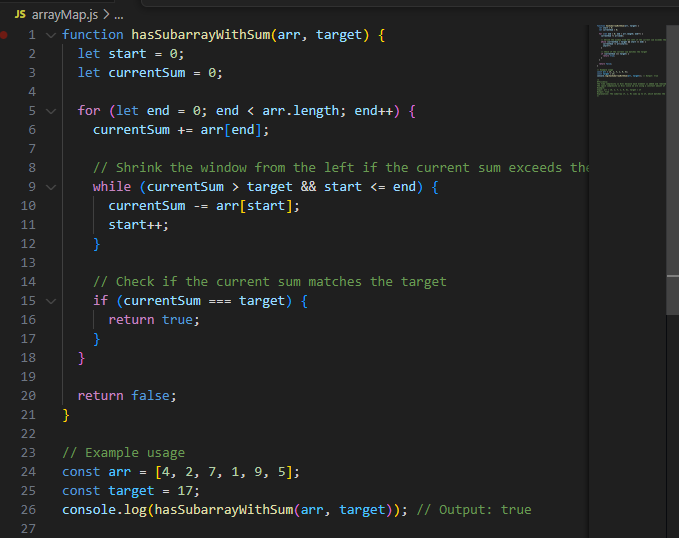 JS arrayMap.js > ...
1 function hasSubarrayWithSum(arr, target) {
2 let start = 0;
3 let currentSum = 0;
4
5 for (let end = 0; end < arr.length; end++) {
6 currentSum += arr[end];
7
8 // Shrink the window from the left if the current sum exceeds the
9 while (currentSum > target && start <= end) {
10 currentSum -= arr[start];
11 start++;
12 }
13
14 // Check if the current sum matches the target
15 if (currentSum === target) {
16 return true;
17 }
18 }
19
20 return false;
21 }
22
23 // Example usage
24 const arr = [4, 2, 7, 1, 9, 5];
25 const target = 17;
26 console.log(hasSubarrayWithSum(arr, target)); // Output: true
27